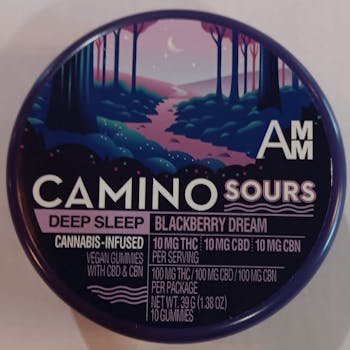 AM
M
CAMINO SOURS
DEEP SLEEP BLACKBERRY DREAM
CANNABIS-INFUSED
VEGAN GUMMIES
WITH CBD & CBN
10 MG THC 10 MG CBD 10 MG CBN
PER SERVING
100 MG THC / 100 MG CBD / 100 MG CBN
PER PACKAGE
NET WT. 39 G (1.38 OZ)
10 GUMMIES